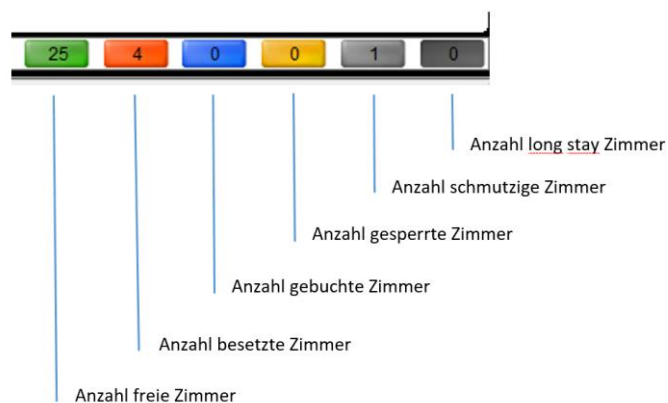 25 4 0 0 1 0
Anzahl long stay Zimmer
Anzahl schmutzige Zimmer
Anzahl gesperrte Zimmer
Anzahl gebuchte Zimmer
Anzahl besetzte Zimmer
Anzahl freie Zimmer